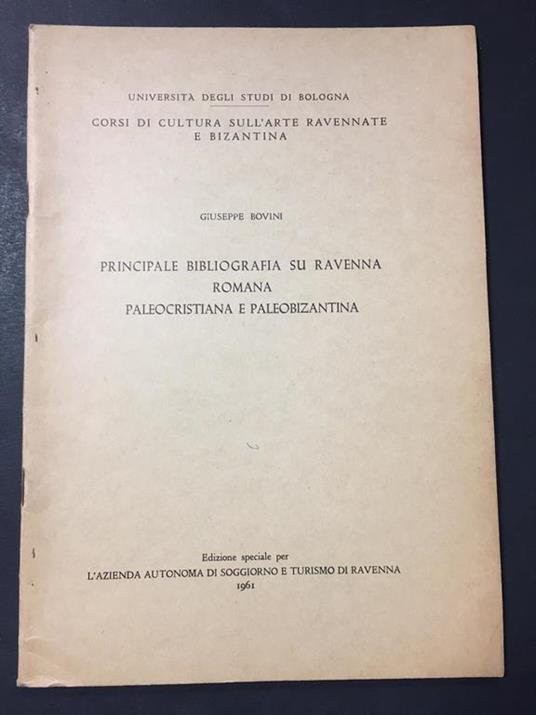 UNIVERSITÀ DEGLI STUDI DI BOLOGNA
CORSI DI CULTURA SULL'ARTE RAVENNATE
E BIZANTINA
GIUSEPPE BOVINI
PRINCIPALE BIBLIOGRAFIA SU RAVENNA
ROMANA
PALEOCRISTIANA E PALEOBIZANTINA
Edizione speciale per
L'AZIENDA AUTONOMA DI SOGGIORNO E TURISMO DI RAVENNA
1961